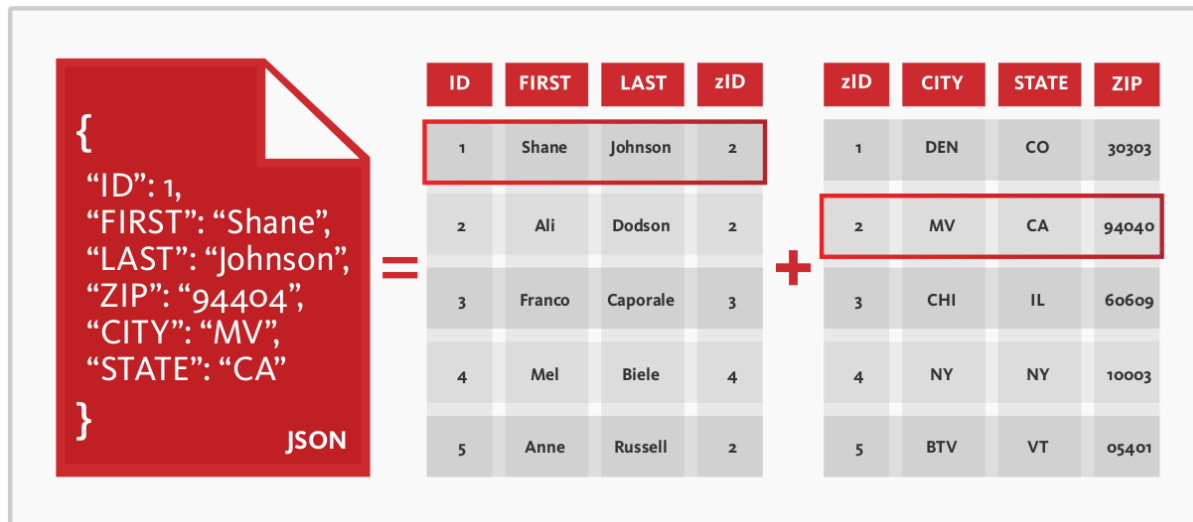 {
“ID”: 1,
“FIRST”: “Shane”,
“LAST”: “Johnson”,
“ZIP”: “94404”,
“CITY”: “MV”,
“STATE”: “CA”
}
JSON
=
ID FIRST LAST zID
1 Shane Johnson 2
2 Ali Dodson 2
3 Franco Caporale 3
4 Mel Biele 4
5 Anne Russell 2
+
zID CITY STATE ZIP
1 DEN CO 30303
2 MV CA 94040
3 CHI IL 60609
4 NY NY 10003
5 BTV VT 05401